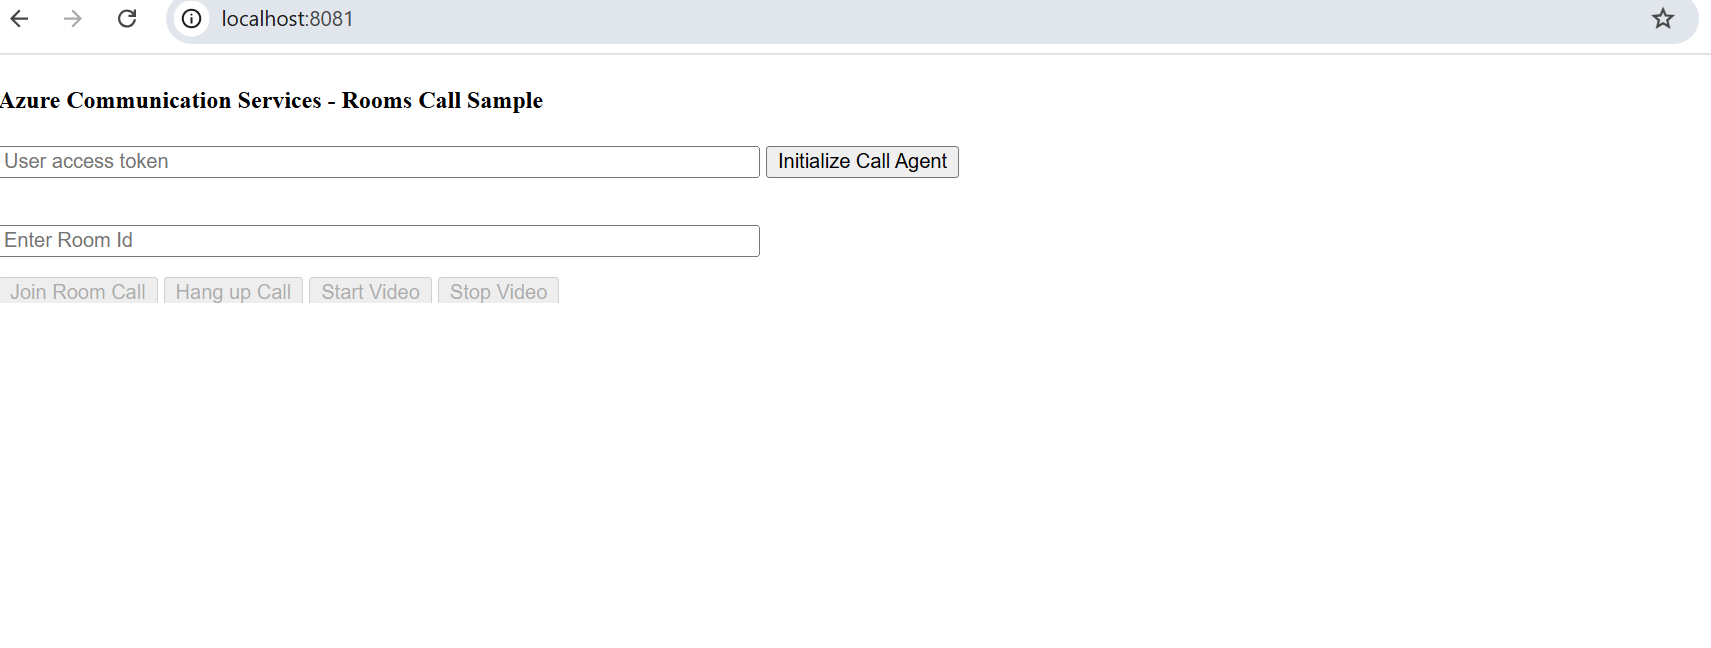 localhost:8081
Azure Communication Services - Rooms Call Sample
User access token Initialize Call Agent
Enter Room Id
Join Room Call Hang up Call Start Video Stop Video